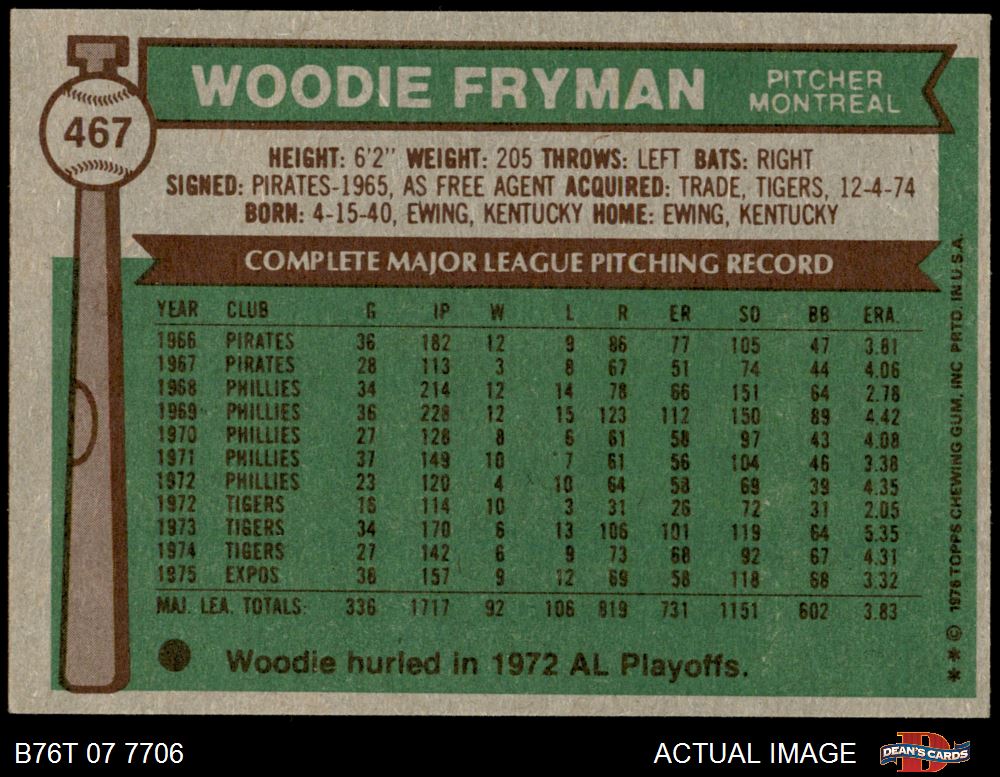 WOODIE FRYMAN
PITCHER
MONTREAL
467
HEIGHT: 6'2" WEIGHT: 205 THROWS: LEFT BATS: RIGHT
SIGNED: PIRATES-1965, AS FREE AGENT ACQUIRED: TRADE, TIGERS, 12-4-74
BORN: 4-15-40, EWING, KENTUCKY HOME: EWING, KENTUCKY
COMPLETE MAJOR LEAGUE PITCHING RECORD
YEAR CLUB G IP W L R ER SO BB ERA.
1966 PIRATES 36 182 12 9 86 77 105 47 3.81
1967 PIRATES 28 113 3 8 67 51 74 44 4.06
1968 PHILLIES 34 214 12 14 78 66 151 64 2.78
1969 PHILLIES 36 228 12 15 123 112 150 89 4.42
1970 PHILLIES 27 128 8 6 61 58 97 43 4.08
1971 PHILLIES 37 149 10 7 61 56 104 46 3.38
1972 PHILLIES 23 120 4 10 64 58 69 39 4.35
1972 TIGERS 16 114 10 3 31 26 72 31 2.05
1973 TIGERS 34 170 6 13 106 101 119 64 5.35
1974 TIGERS 27 142 6 9 73 68 92 67 4.31
1975 EXPOS 38 157 9 12 69 58 118 68 3.32
MAJ. LEA. TOTALS: 336 1717 92 106 819 731 1151 602 3.83
Woodie hurled in 1972 AL Playoffs.
** © 1976 TOPPS CHEWING GUM, INC PRTD. IN U.S.A.
B76T 07 7706
ACTUAL IMAGE
DEAN'S CARDS